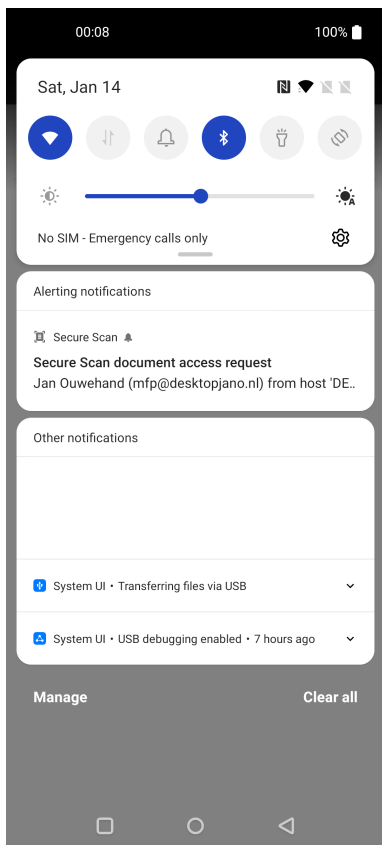 00:08 100%
Sat, Jan 14
No SIM - Emergency calls only
Alerting notifications
Secure Scan
Secure Scan document access request
Jan Ouwehand (mfp@desktopjano.nl) from host 'DE..
Other notifications
System UI • Transferring files via USB
System UI • USB debugging enabled • 7 hours ago
Manage Clear all